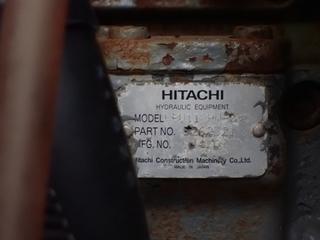 HITACHI
HYDRAULIC EQUIPMENT
MODEL
PART NO.
MFG. NO.
Hitachi Construction Machinery Co., Ltd.
MADE IN JAPAN